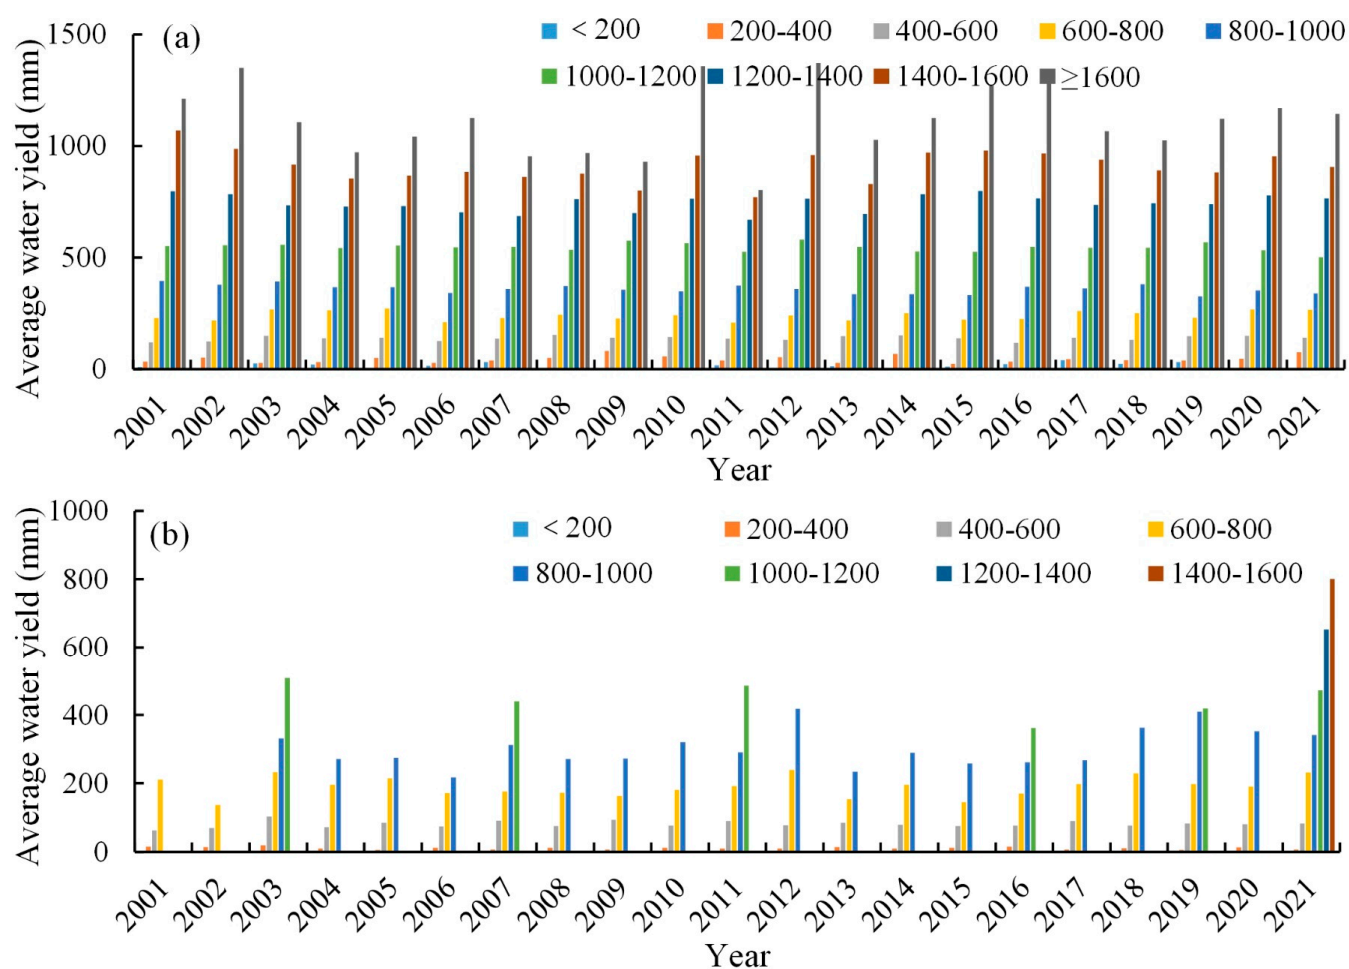 (a)
< 200 200-400 400-600 600-800 800-1000
1000-1200 1200-1400 1400-1600 ≥1600
Average water yield (mm)
1500
1000
500
0
2001 2002 2003 2004 2005 2006 2007 2008 2009 2010 2011 2012 2013 2014 2015 2016 2017 2018 2019 2020 2021
Year
(b)
< 200 200-400 400-600 600-800
800-1000 1000-1200 1200-1400 1400-1600
Average water yield (mm)
1000
800
600
400
200
0
2001 2002 2003 2004 2005 2006 2007 2008 2009 2010 2011 2012 2013 2014 2015 2016 2017 2018 2019 2020 2021
Year